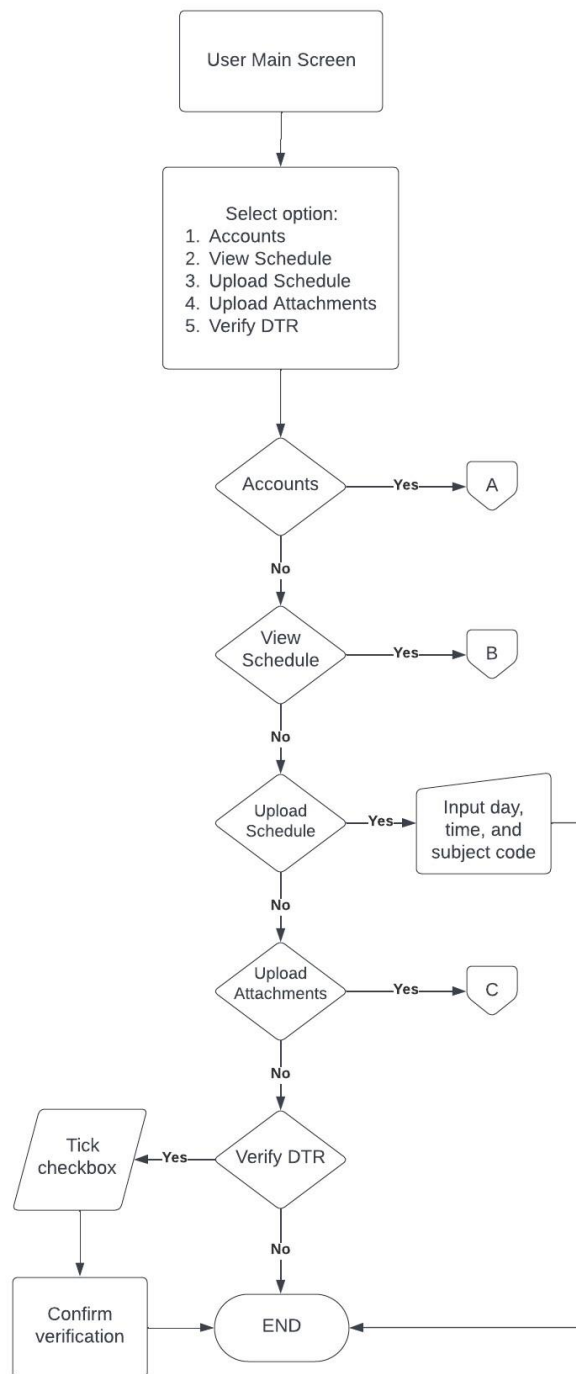 User Main Screen
Select option:
1. Accounts
2. View Schedule
3. Upload Schedule
4. Upload Attachments
5. Verify DTR
Accounts
Yes
A
No
View
Schedule
Yes
B
No
Upload
Schedule
Yes
Input day,
time, and
subject code
No
Upload
Attachments
Yes
C
No
Tick
checkbox
Yes
Verify DTR
No
Confirm
verification
END